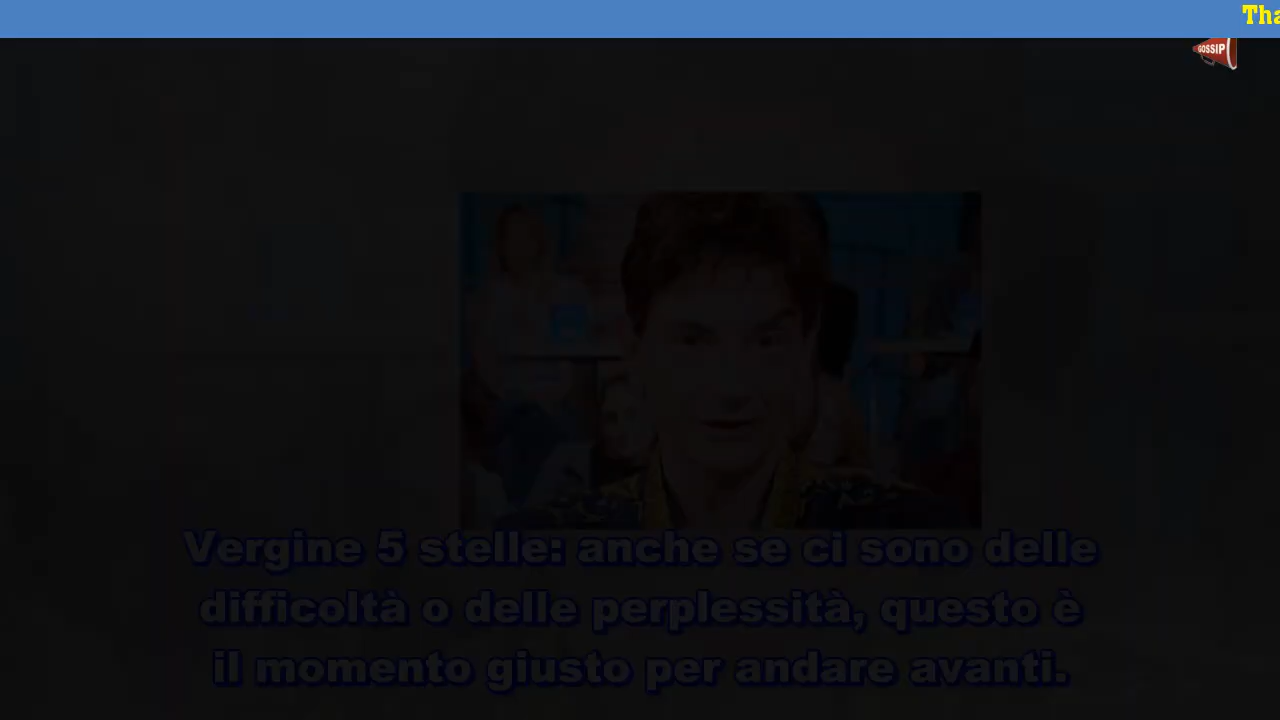 Tha
GOSSIP
Vergine 5 stelle: anche se ci sono delle
difficoltà o delle perplessità, questo è
il momento giusto per andare avanti.